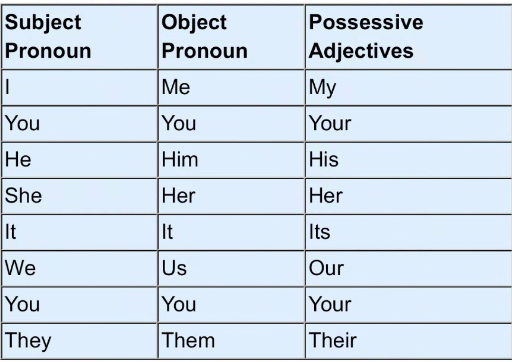 Subject Pronoun Object Pronoun Possessive Adjectives
I Me My
You You Your
He Him His
She Her Her
It It Its
We Us Our
You You Your
They Them Their